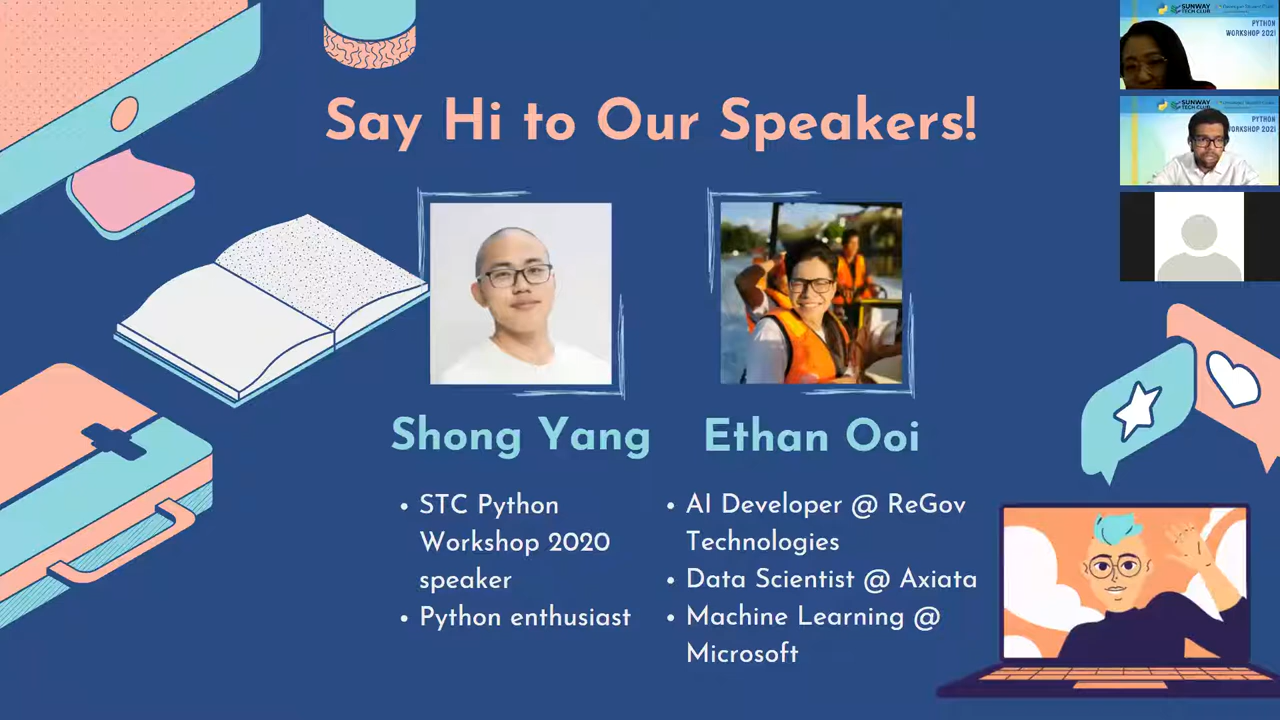 Say Hi to Our Speakers!
Shong Yang
• STC Python
Workshop 2020
speaker
• Python enthusiast
Ethan Ooi
• AI Developer @ ReGov
Technologies
• Data Scientist @ Axiata
• Machine Learning @
Microsoft
SUNWAY
TECH CLUB
PYTHON
WORKSHOP 2021
SUNWAY
TECH CLUB
PYTHON
WORKSHOP 2021